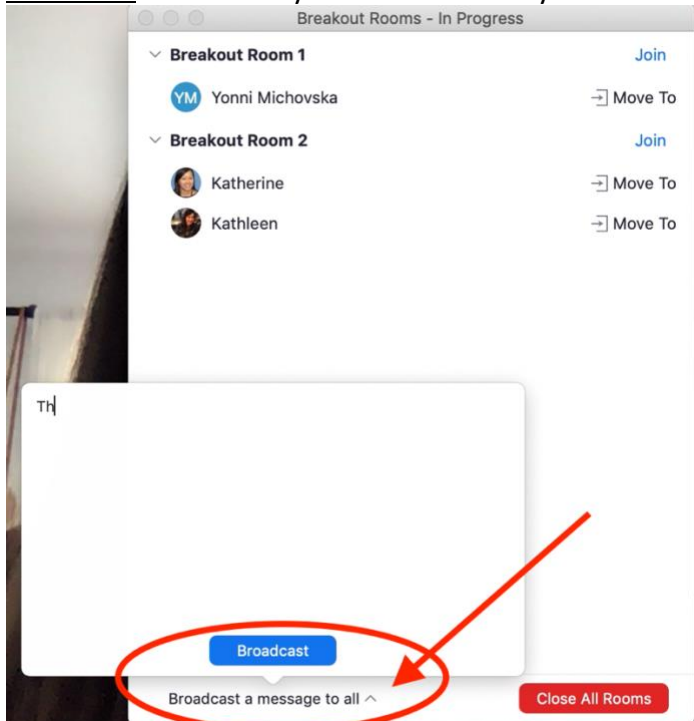 Breakout Rooms - In Progress
Breakout Room 1 Join
YM Yonni Michovska Move To
Breakout Room 2 Join
Katherine Move To
Kathleen Move To
Th
Broadcast
Broadcast a message to all
Close All Rooms